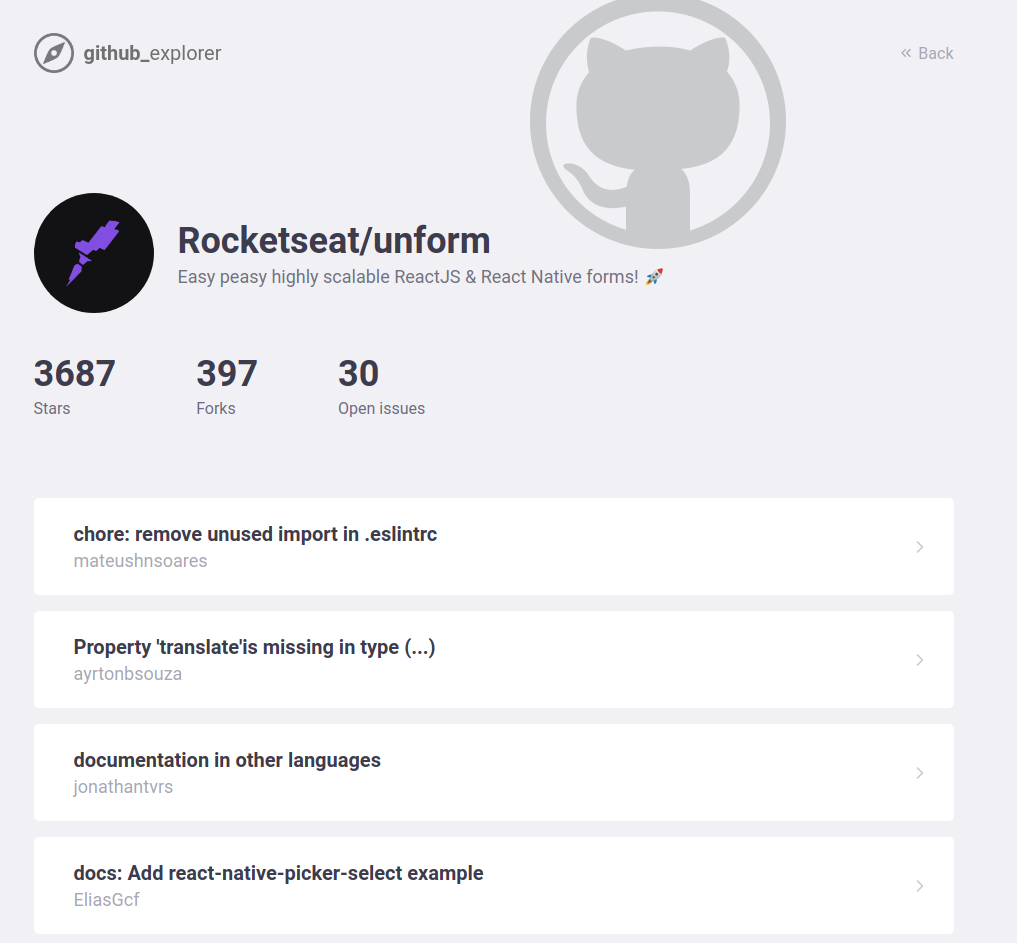 github_explorer
« Back
Rocketseat/unform
Easy peasy highly scalable ReactJS & React Native forms! 🚀
3687 397 30
Stars Forks Open issues
chore: remove unused import in .eslintrc
mateushnsoares
Property 'translate'is missing in type (...)
ayrtonbsouza
documentation in other languages
jonathantvrs
docs: Add react-native-picker-select example
EliasGcf